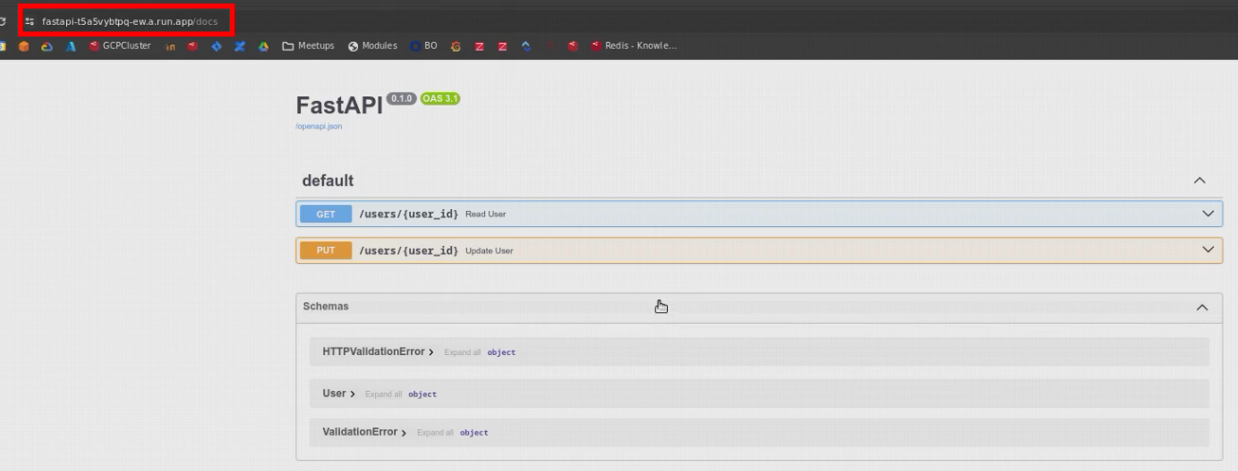 fastapi-t5a5vybtpq-ew.a.run.app/docs
GCPCluster in Meetups Modules BO Z Z Redis - Knowle...
FastAPI 0.1.0 OAS 3.1
/openapi.json
default
GET /users/{user_id} Read User
PUT /users/{user_id} Update User
Schemas
HTTPValidationError Expand all object
User Expand all object
ValidationError Expand all object